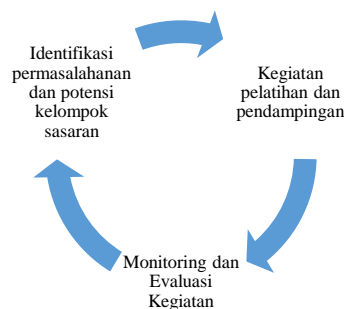 Identifikasi
permasalahanan
dan potensi
kelompok
sasaran
Kegiatan
pelatihan dan
pendampingan
Monitoring dan
Evaluasi
Kegiatan